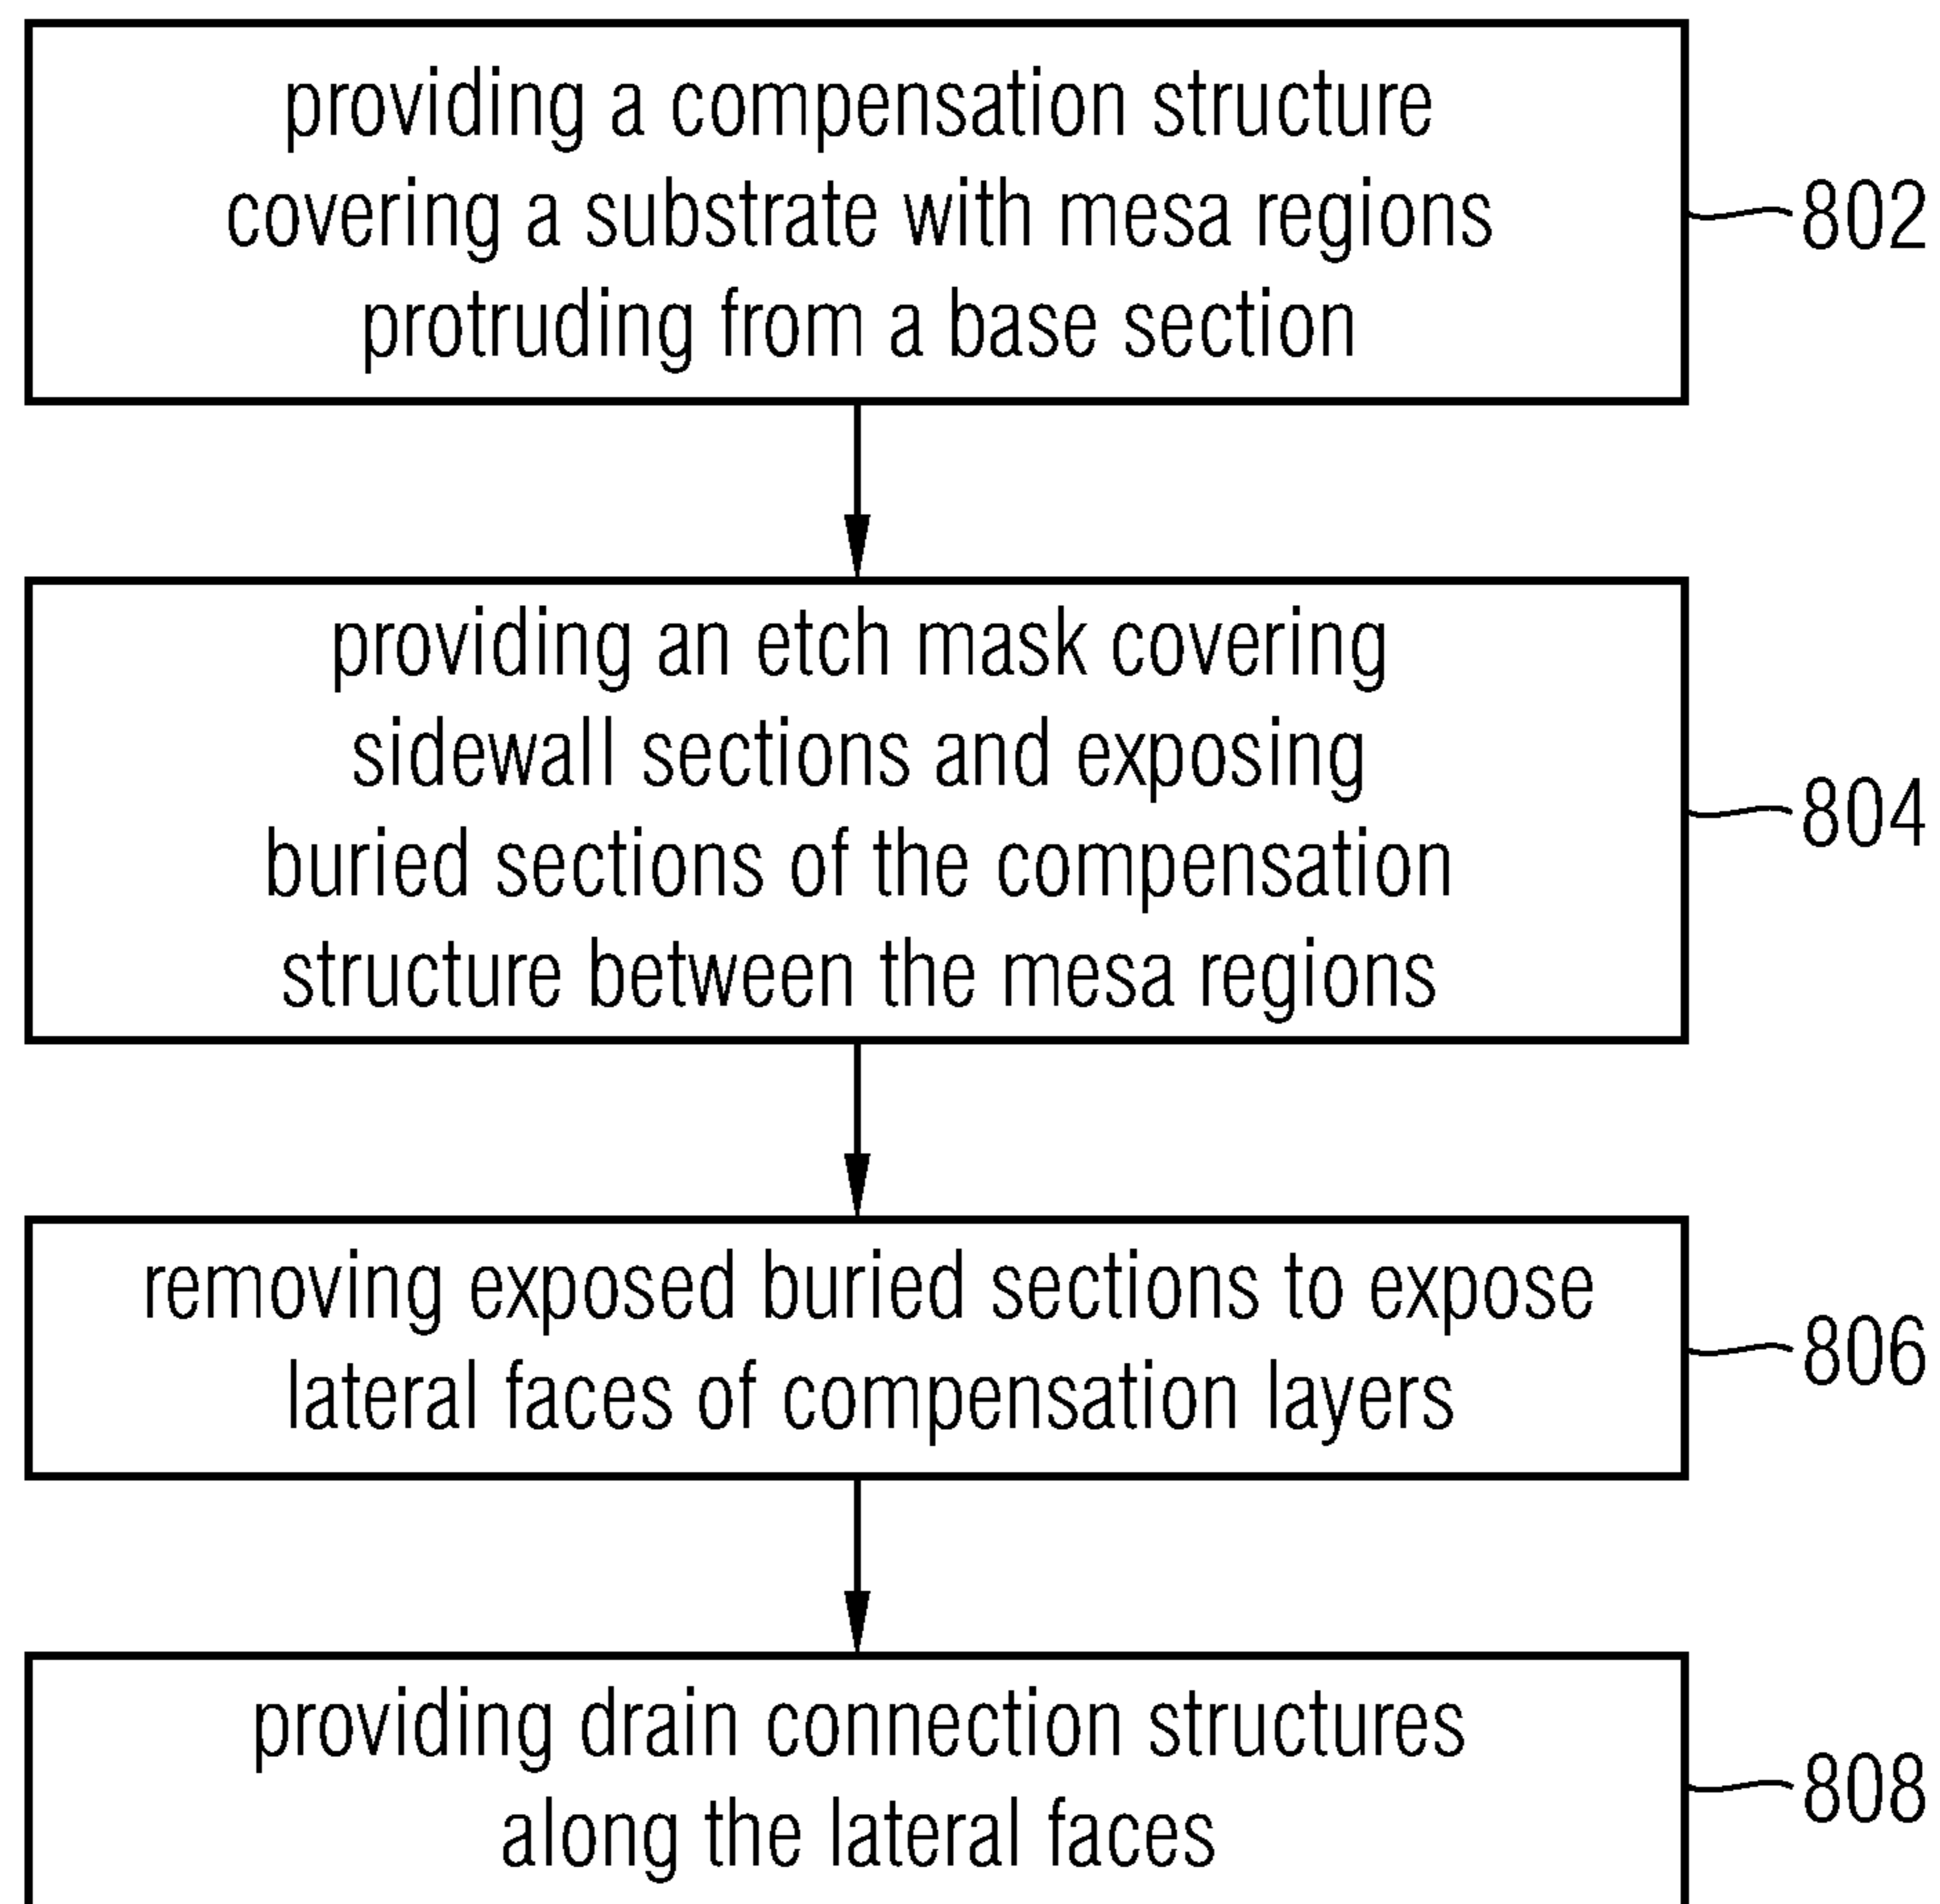 providing a compensation structure
covering a substrate with mesa regions
protruding from a base section
802
providing an etch mask covering
sidewall sections and exposing
buried sections of the compensation
structure between the mesa regions
804
removing exposed buried sections to expose
lateral faces of compensation layers
806
providing drain connection structures
along the lateral faces
808